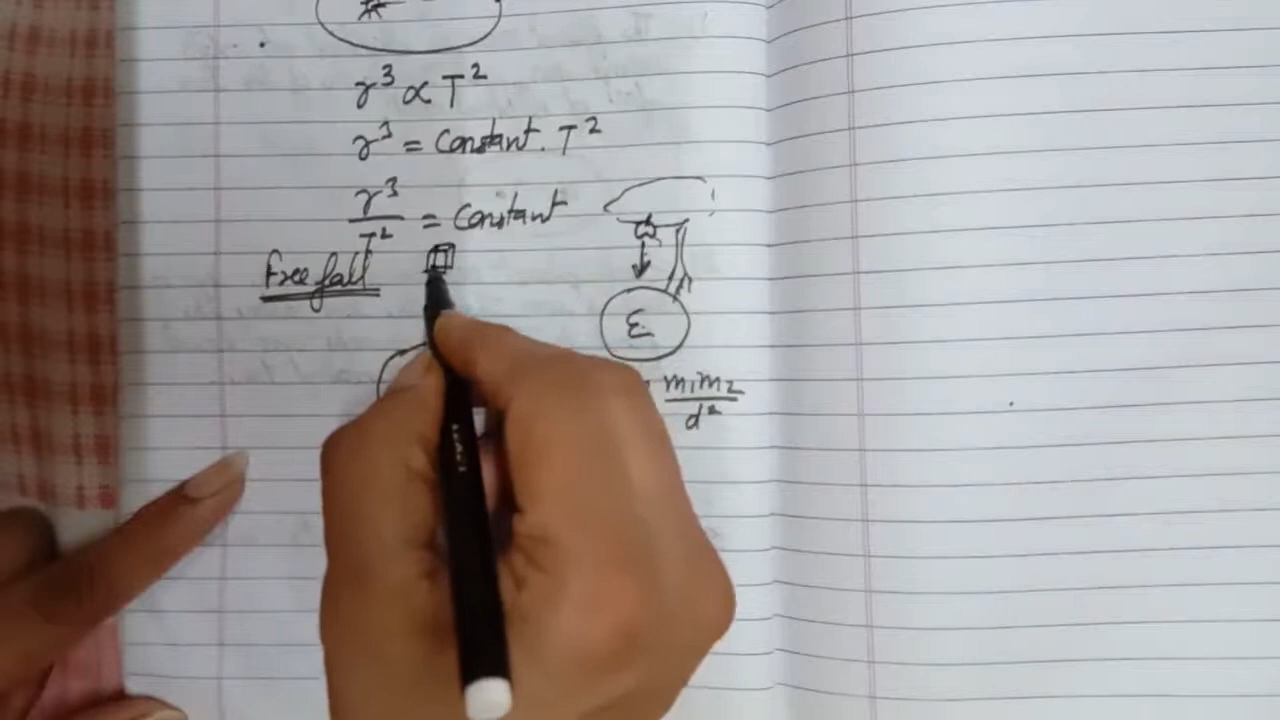 r³ ∝ T²
r³ = Constant. T²
r³/T² = Constant
Free fall
E
m₁m₂/d²